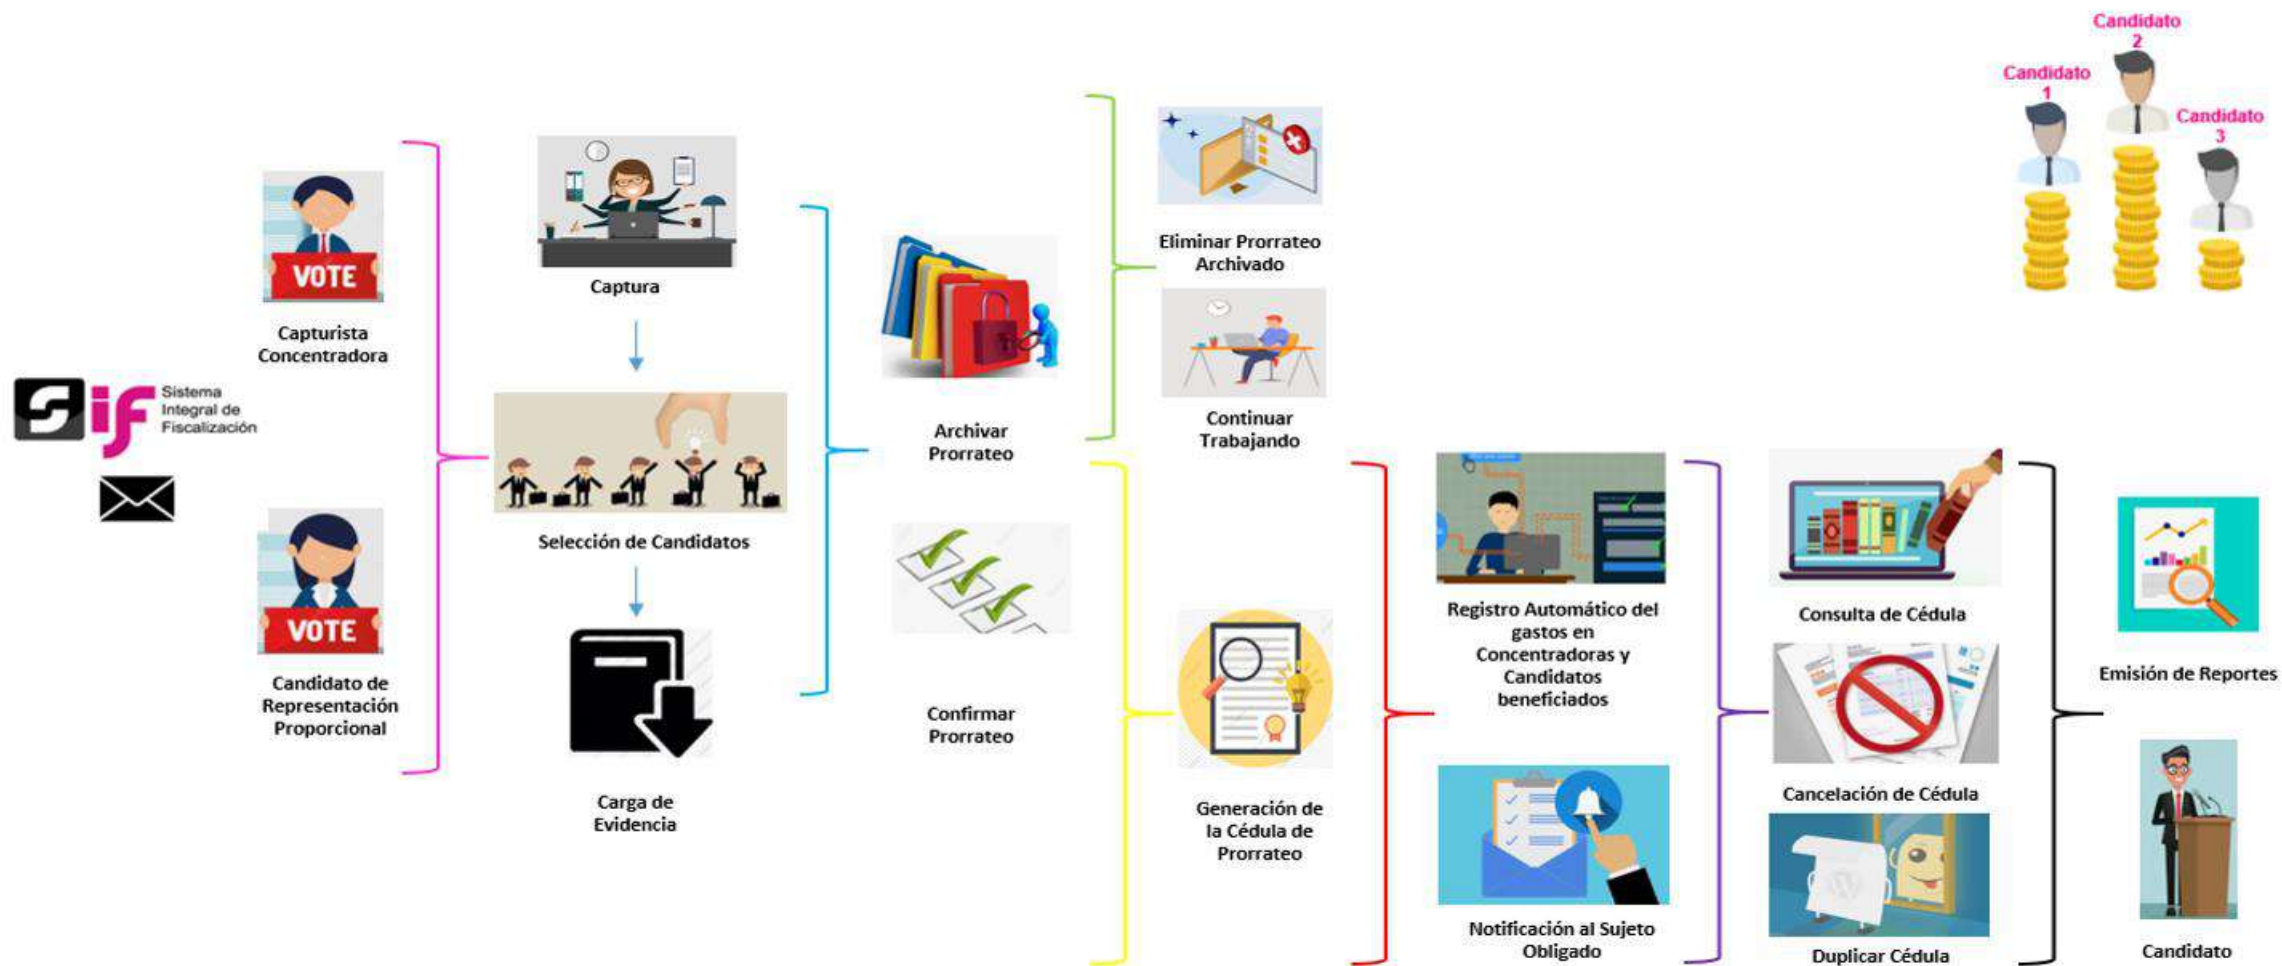 Sistema
Integral de
Fiscalización
sif
VOTE
Capturista
Concentradora
VOTE
Candidato de
Representación
Proporcional
Captura
Selección de Candidatos
Carga de
Evidencia
Archivar
Prorrateo
Confirmar
Prorrateo
Eliminar Prorrateo
Archivado
Continuar
Trabajando
Generación de
la Cédula de
Prorrateo
Registro Automático del
gastos en
Concentradoras y
Candidatos
beneficiados
Notificación al Sujeto
Obligado
Consulta de Cédula
Cancelación de Cédula
Duplicar Cédula
Emisión de Reportes
Candidato
Candidato
1
Candidato
2
Candidato
3